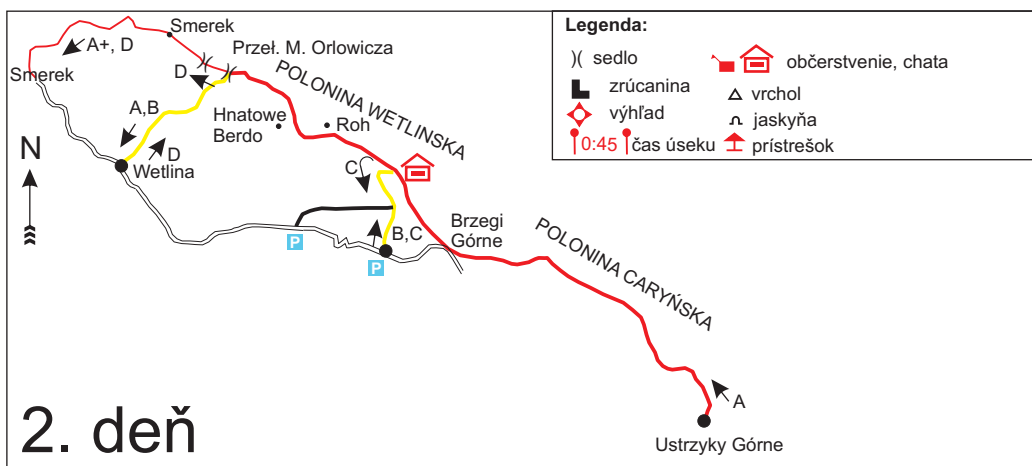 Smerek
A+, D
Smerek
Przeł. M. Orlowicza
D
POLONINA WETLINSKA
A,B
Hnatowe
Berdo
Roh
D
Wetlina
N
C
B,C
P
P
Brzegi
Górne
POLONINA CARYŃSKA
A
Ustrzyky Górne
2. deň
Legenda:
)( sedlo
zrúcanina
výhľad
0:45 čas úseku
občerstvenie, chata
vrchol
jaskyňa
prístrešok